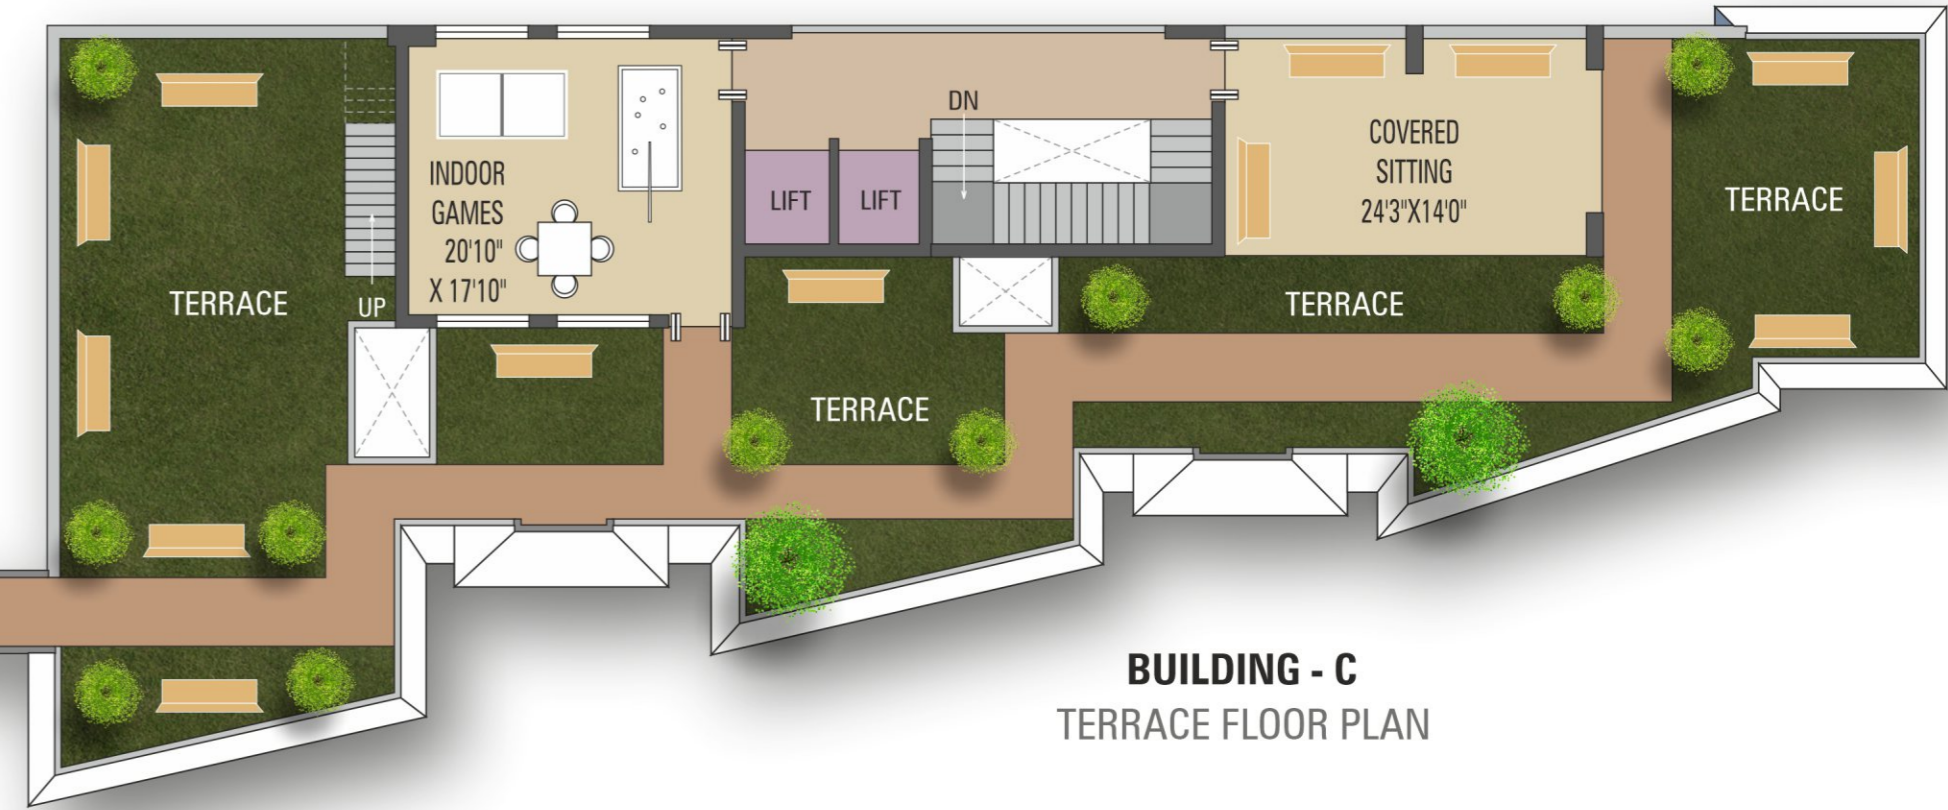 DN
INDOOR
GAMES
20'10"
X 17'10"
LIFT
LIFT
COVERED
SITTING
24'3"X14'0"
TERRACE
TERRACE
UP
TERRACE
TERRACE
BUILDING - C
TERRACE FLOOR PLAN